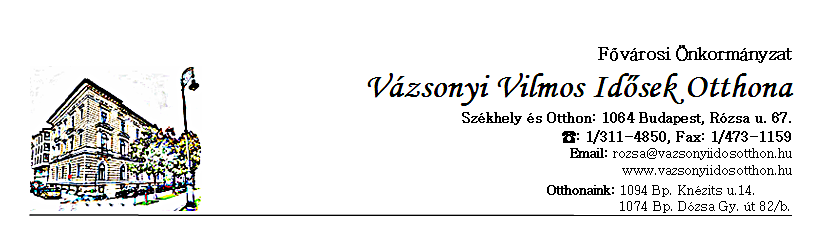 Fővárosi Önkormányzat
Vázsonyi Vilmos Idősek Otthona
Székhely és Otthon: 1064 Budapest, Rózsa u. 67.
☎: 1/311-4850, Fax: 1/473-1159
Email: rozsa@vazsonyiidosotthon.hu
www.vazsonyiidosotthon.hu
Otthonaink: 1094 Bp. Knézits u.14.
1074 Bp. Dózsa Gy. út 82/b.